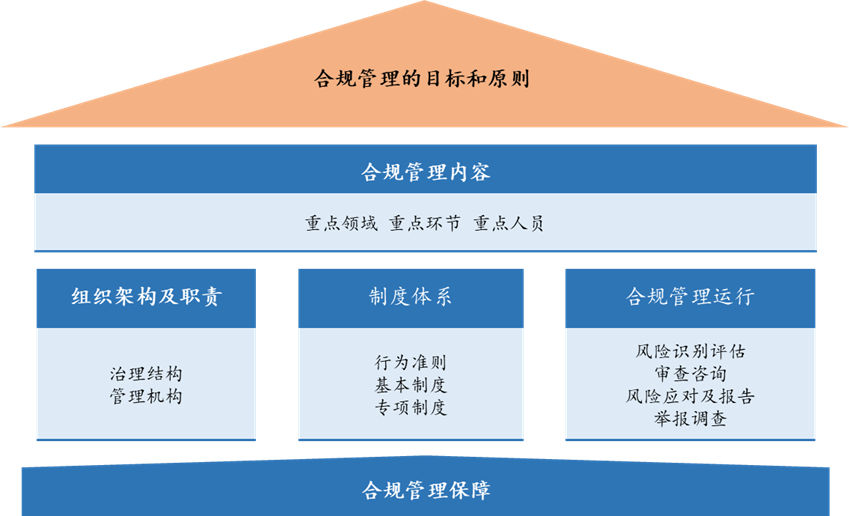 合规管理的目标和原则
合规管理内容
重点领域 重点环节 重点人员
组织架构及职责
治理结构
管理机构
制度体系
行为准则
基本制度
专项制度
合规管理运行
风险识别评估
审查咨询
风险应对及报告
举报调查
合规管理保障